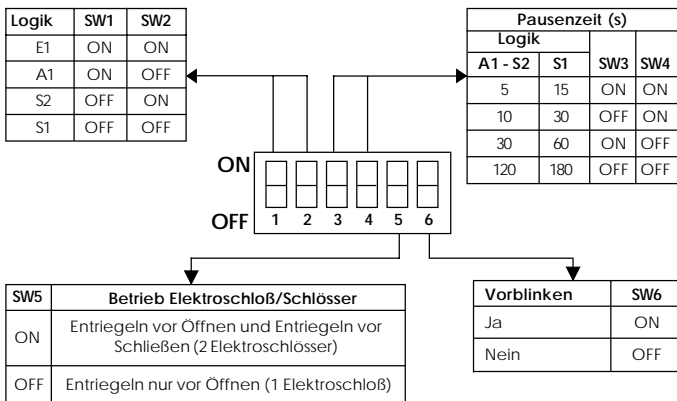 Logik SW1 SW2
E1 ON ON
A1 ON OFF
S2 OFF ON
S1 OFF OFF
Pausenzeit (s)
Logik
A1 - S2 S1 SW3 SW4
5 15 ON ON
10 30 OFF ON
30 60 ON OFF
120 180 OFF OFF
ON
OFF 1 2 3 4 5 6
SW5 Betrieb Elektroschloß/Schlösser
ON Entriegeln vor Öffnen und Entriegeln vor
Schließen (2 Elektroschlösser)
OFF Entriegeln nur vor Öffnen (1 Elektroschloß)
Vorblinken SW6
Ja ON
Nein OFF